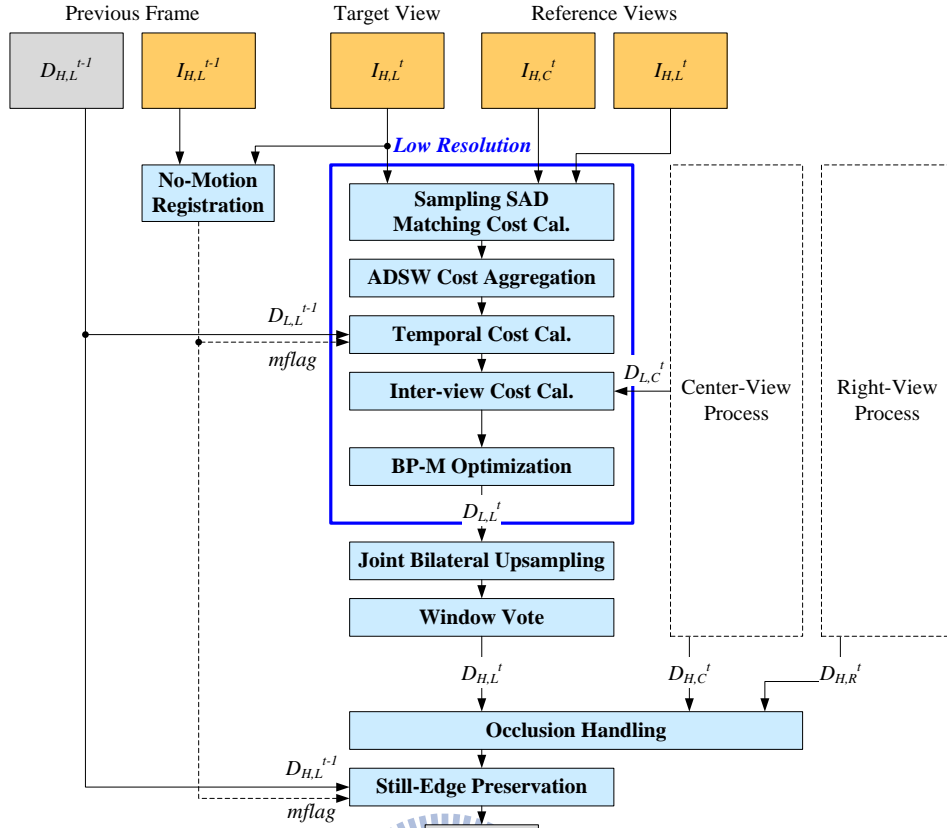 Previous Frame
Target View
Reference Views
D_{H,L}^{t-1}
I_{H,L}^{t-1}
I_{H,L}^{t}
I_{H,C}^{t}
I_{H,L}^{t}
Low Resolution
No-Motion
Registration
Sampling SAD
Matching Cost Cal.
ADSW Cost Aggregation
D_{L,L}^{t-1}
Temporal Cost Cal.
mflag
D_{L,C}^{t}
Inter-view Cost Cal.
Center-View
Process
Right-View
Process
BP-M Optimization
D_{L,L}^{t}
Joint Bilateral Upsampling
Window Vote
D_{H,L}^{t}
D_{H,C}^{t}
D_{H,R}^{t}
Occlusion Handling
D_{H,L}^{t-1}
Still-Edge Preservation
mflag